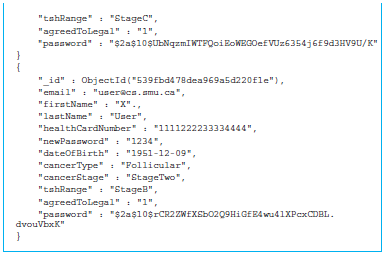 "tshRange" : "StageC",
"agreedToLegal" : "1",
"password" : "$2a$10$UbNqzmIWTPQoiEoWEGOefVUz6354j6f9d3HV9U/K"
}
{
"_id" : ObjectId("539fbd478dea969a5d220f1e"),
"email" : "user@cs.smu.ca",
"firstName" : "X".,
"lastName" : "User",
"healthCardNumber" : "1111222233334444",
"newPassword" : "1234",
"dateOfBirth" : "1951-12-09",
"cancerType" : "Follicular",
"cancerStage" : "StageTwo",
"tshRange" : "StageB",
"agreedToLegal" : "1",
"password" : "$2a$10$rCR2ZWfXSbO2Q9HiGfE4wu41XPcxCDBL.
dvouVbxK"
}